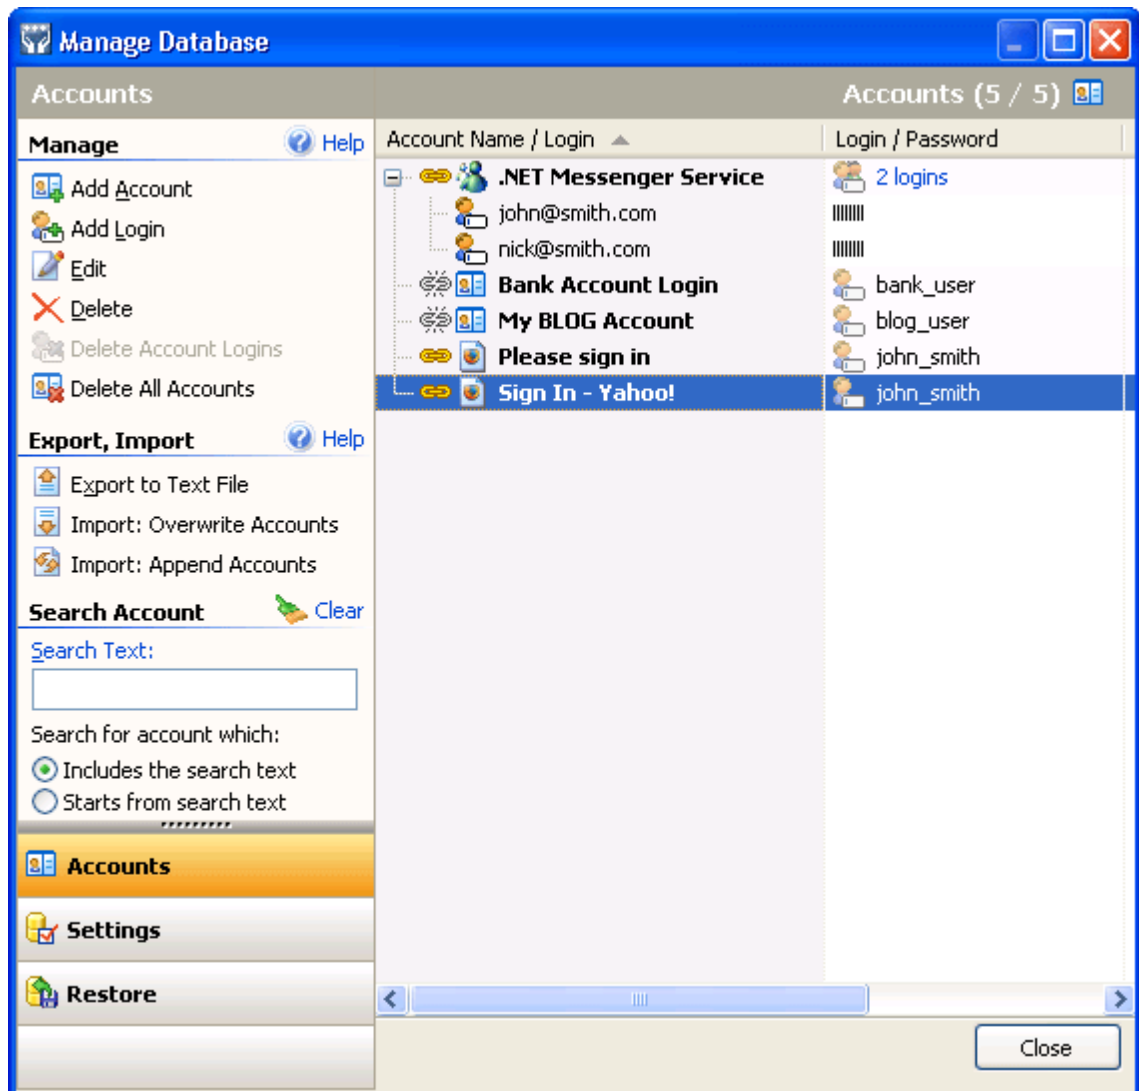 Manage Database
Accounts
Accounts (5 / 5)
Manage
Help
Add Account
Add Login
Edit
Delete
Delete Account Logins
Delete All Accounts
Export, Import
Help
Export to Text File
Import: Overwrite Accounts
Import: Append Accounts
Search Account
Clear
Search Text:
Search for account which:
Includes the search text
Starts from search text
Accounts
Settings
Restore
Account Name / Login
Login / Password
.NET Messenger Service
2 logins
john@smith.com
nick@smith.com
Bank Account Login
bank_user
My BLOG Account
blog_user
Please sign in
john_smith
Sign In - Yahoo!
john_smith
Close